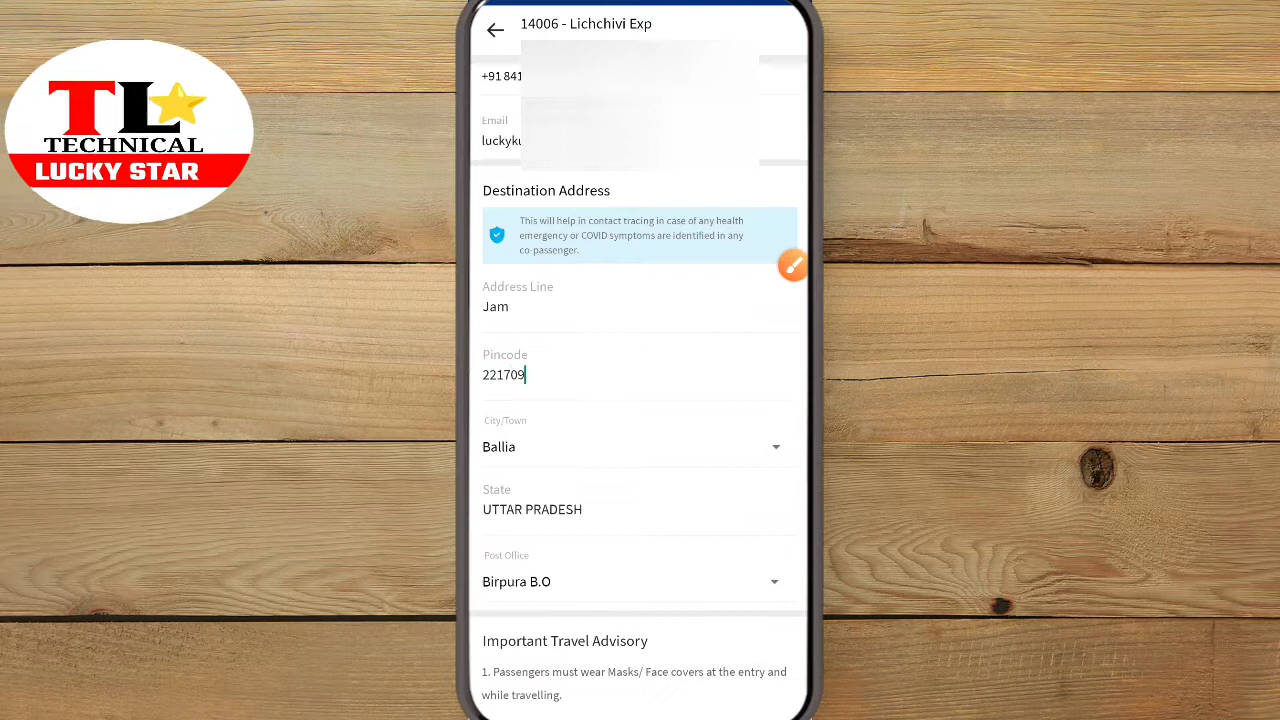 TL
TECHNICAL
LUCKY STAR
14006 - Lichchivi Exp
+91 841
Email
luckyku
Destination Address
This will help in contact tracing in case of any health
emergency or COVID symptoms are identified in any
co-passenger.
Address Line
Jam
Pincode
221709
City/Town
Ballia
State
UTTAR PRADESH
Post Office
Birpura B.O
Important Travel Advisory
1. Passengers must wear Masks/ Face covers at the entry and
while travelling.